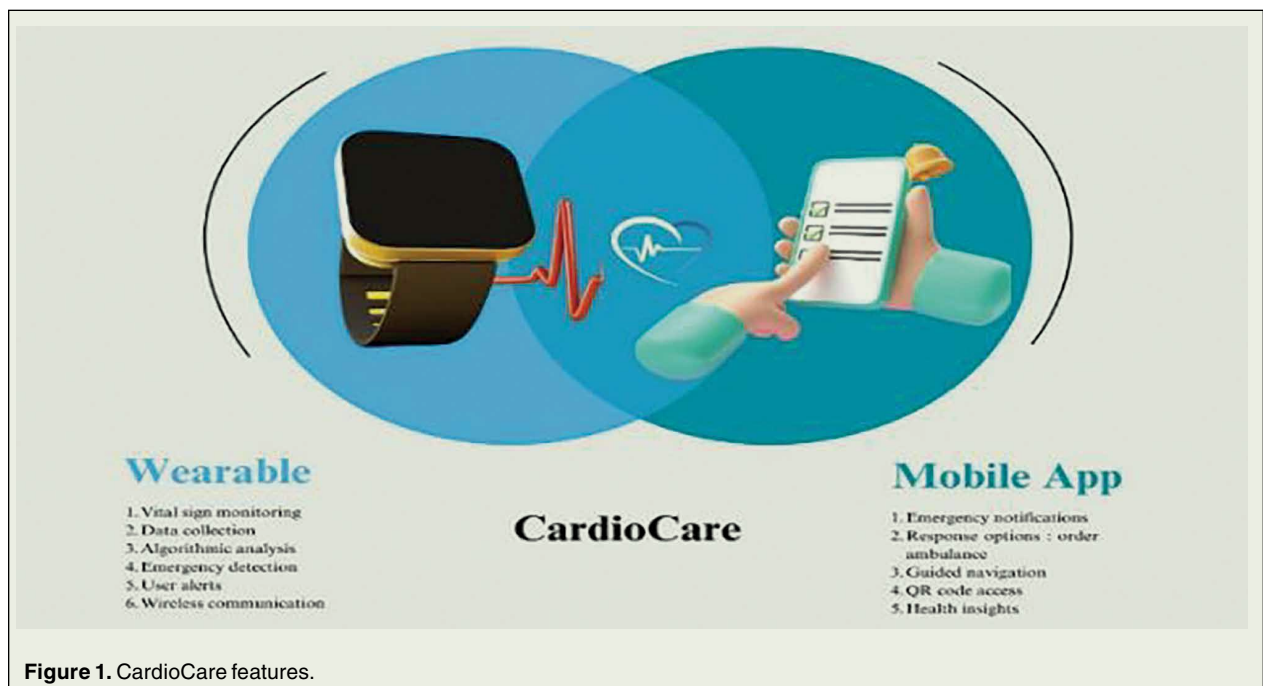 Wearable
1. Vital sign monitoring
2. Data collection
3. Algorithmic analysis
4. Emergency detection
5. User alerts
6. Wireless communication
CardioCare
Mobile App
1. Emergency notifications
2. Response options : order
ambulance
3. Guided navigation
4. QR code access
5. Health insights
Figure 1. CardioCare features.